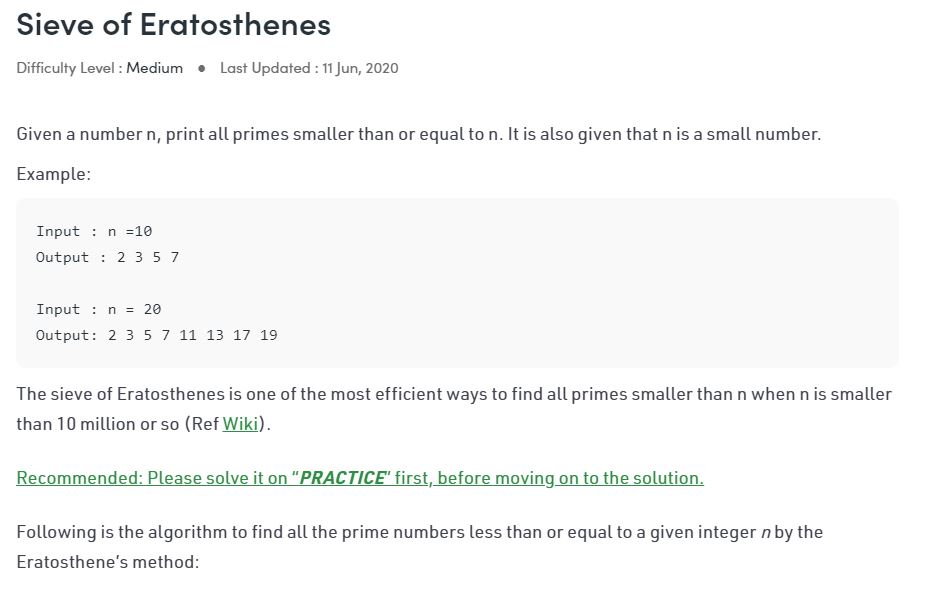 Sieve of Eratosthenes
Difficulty Level : Medium ● Last Updated : 11 Jun, 2020
Given a number n, print all primes smaller than or equal to n. It is also given that n is a small number.
Example:
Input : n =10
Output : 2 3 5 7
Input : n = 20
Output: 2 3 5 7 11 13 17 19
The sieve of Eratosthenes is one of the most efficient ways to find all primes smaller than n when n is smaller
than 10 million or so (Ref Wiki).
Recommended: Please solve it on "PRACTICE" first, before moving on to the solution.
Following is the algorithm to find all the prime numbers less than or equal to a given integer n by the
Eratosthene's method: